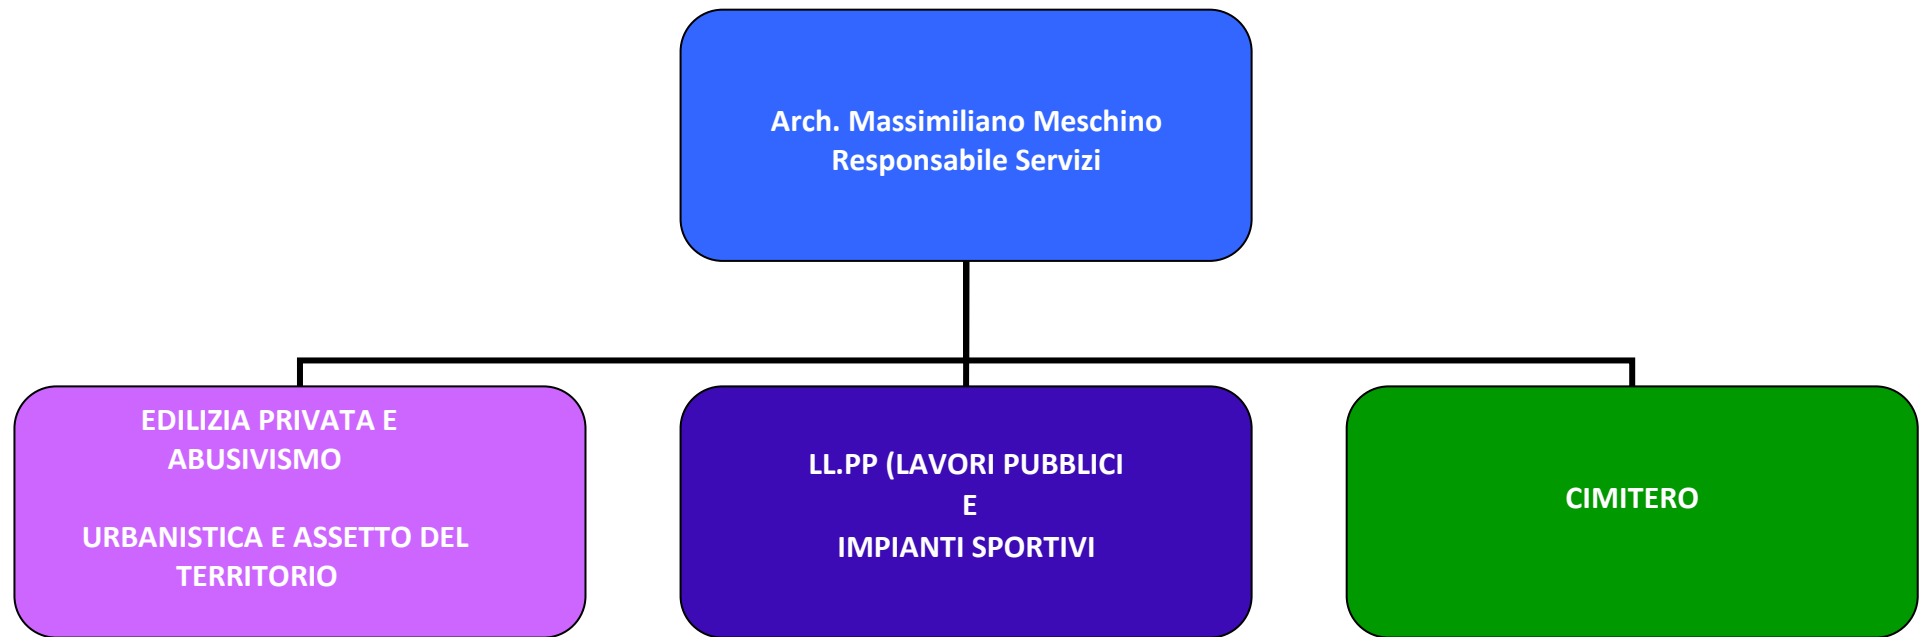 Arch. Massimiliano Meschino
Responsabile Servizi
EDILIZIA PRIVATA E
ABUSIVISMO
URBANISTICA E ASSETTO DEL
TERRITORIO
LL.PP (LAVORI PUBBLICI
E
IMPIANTI SPORTIVI
CIMITERO